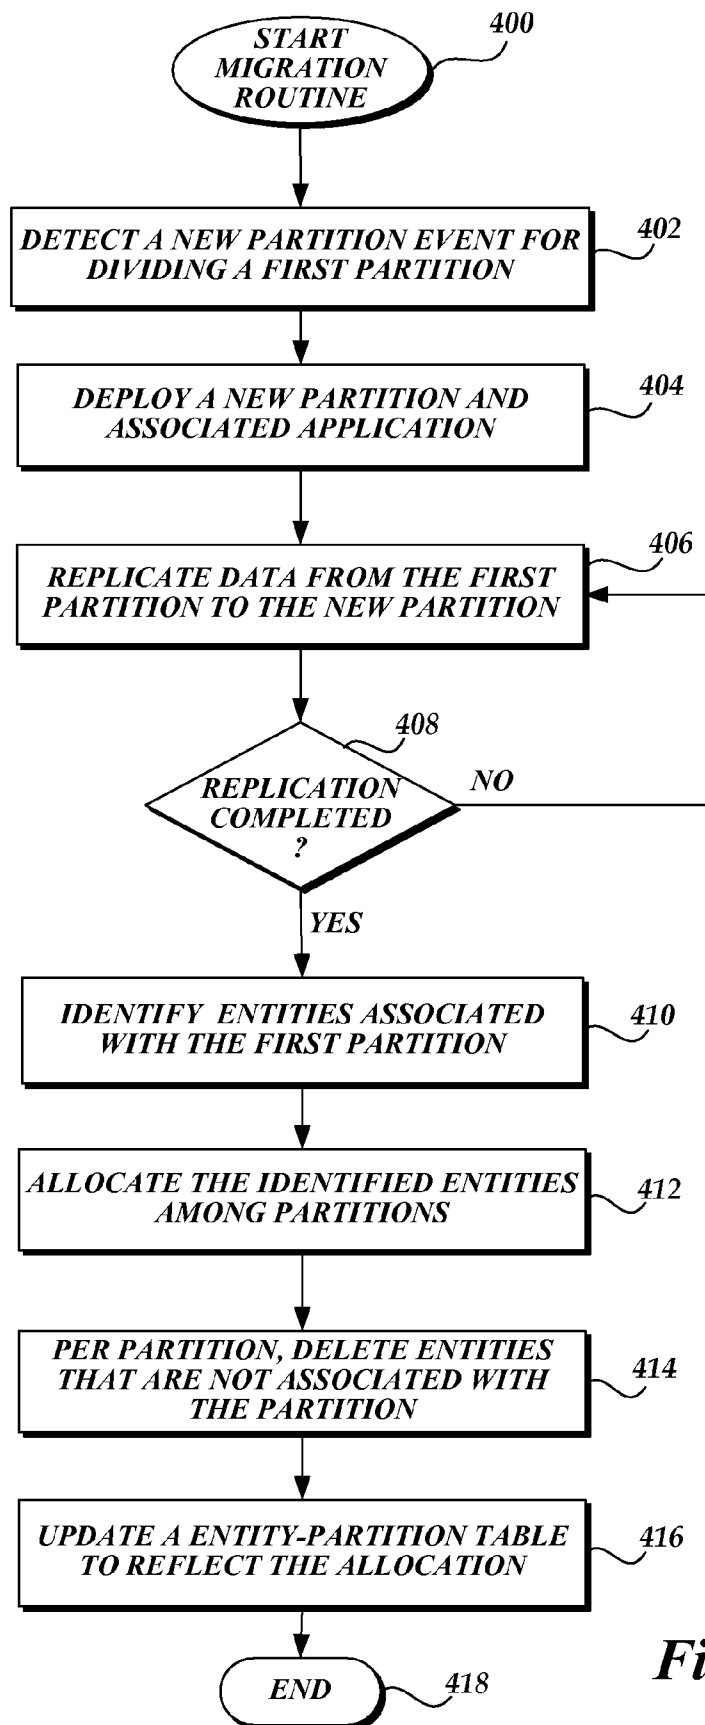 START
MIGRATION
ROUTINE
400
DETECT A NEW PARTITION EVENT FOR
DIVIDING A FIRST PARTITION
402
DEPLOY A NEW PARTITION AND
ASSOCIATED APPLICATION
404
REPLICATE DATA FROM THE FIRST
PARTITION TO THE NEW PARTITION
406
REPLICATION
COMPLETED
?
408
NO
YES
IDENTIFY ENTITIES ASSOCIATED
WITH THE FIRST PARTITION
410
ALLOCATE THE IDENTIFIED ENTITIES
AMONG PARTITIONS
412
PER PARTITION, DELETE ENTITIES
THAT ARE NOT ASSOCIATED WITH
THE PARTITION
414
UPDATE A ENTITY-PARTITION TABLE
TO REFLECT THE ALLOCATION
416
END
418
Fi